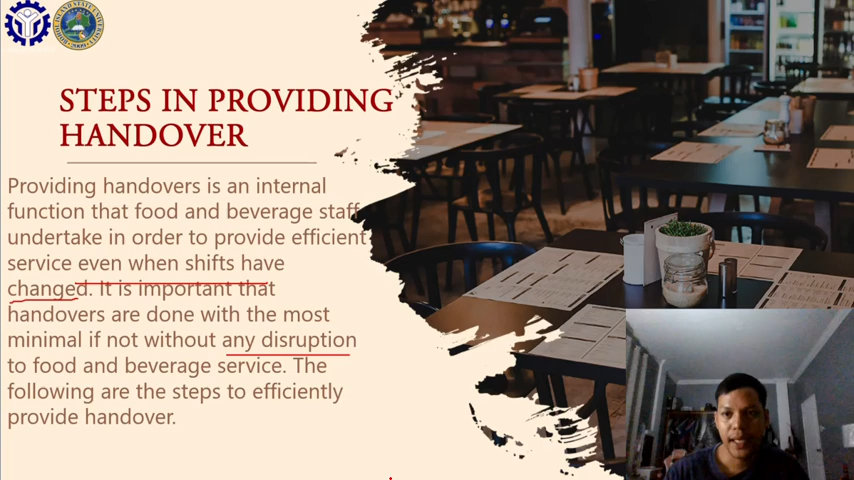 STEPS IN PROVIDING
HANDOVER
Providing handovers is an internal
function that food and beverage staff
undertake in order to provide efficient
service even when shifts have
changed. It is important that
handovers are done with the most
minimal if not without any disruption
to food and beverage service. The
following are the steps to efficiently
provide handover.